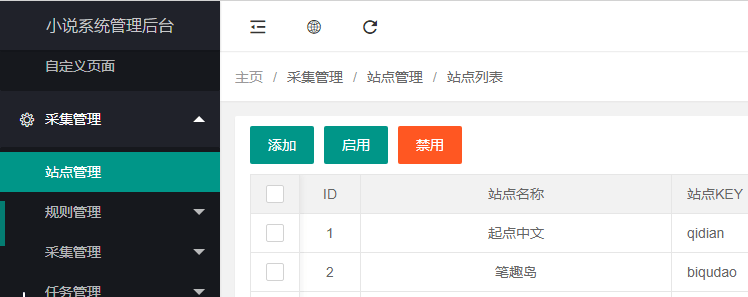 小说系统管理后台
自定义页面
采集管理
站点管理
规则管理
采集管理
任务管理
主页 / 采集管理 / 站点管理 / 站点列表
添加 启用 禁用
ID 站点名称 站点KEY
1 起点中文 qidian
2 笔趣岛 biqudao